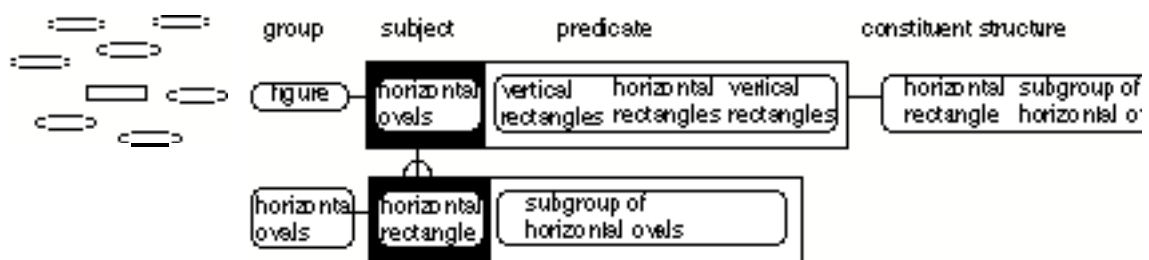 group subject predicate constituent structure
figure
horizontal
ovals
vertical
rectangles
horizontal
rectangles
vertical
rectangles
horizontal
rectangle
subgroup of
horizontal o
horizontal
ovals
horizontal
rectangle
subgroup of
horizontal ovals